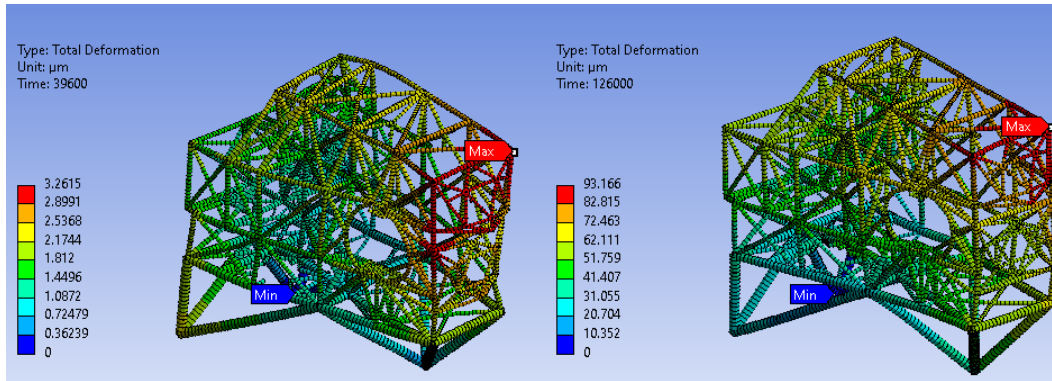 Type: Total Deformation
Unit: µm
Time: 39600
Max
3.2615
2.8991
2.5368
2.1744
1.812
1.4496
1.0872
0.72479
0.36239
0
Min
Type: Total Deformation
Unit: µm
Time: 126000
Max
93.166
82.815
72.463
62.111
51.759
41.407
31.055
20.704
10.352
0
Min